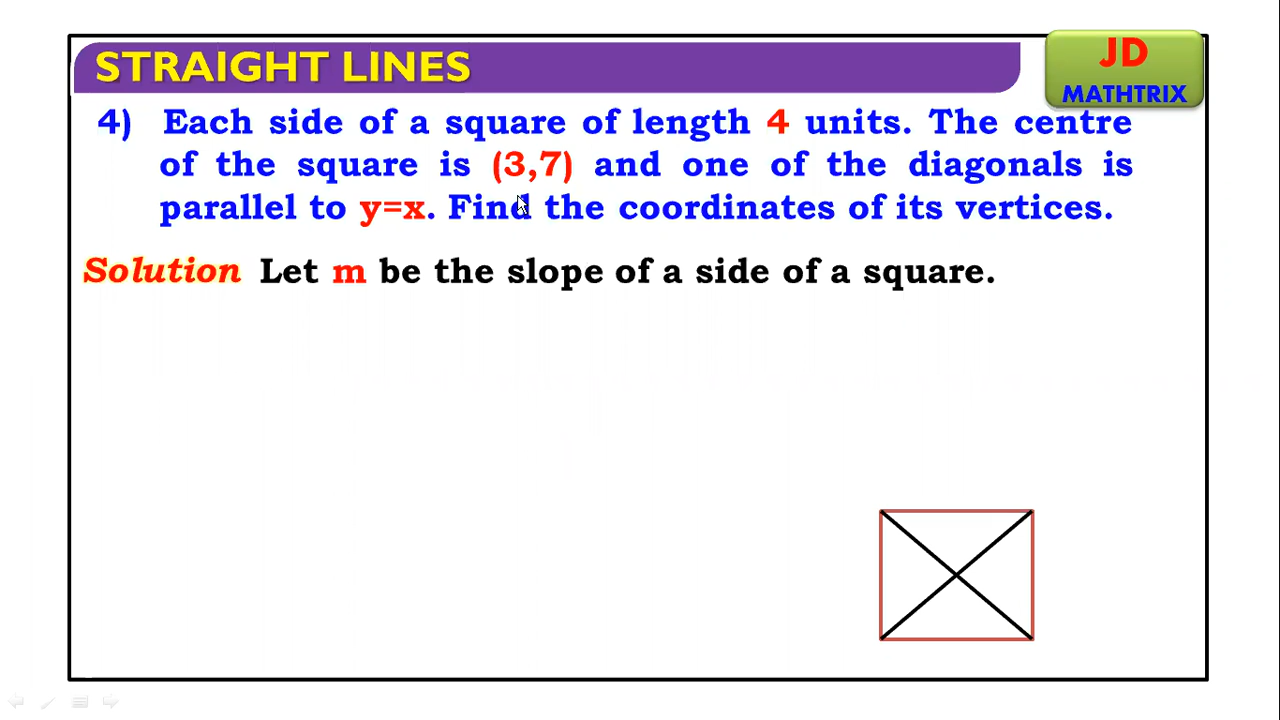 STRAIGHT LINES
JD
MATHTRIX
4) Each side of a square of length 4 units. The centre
of the square is (3,7) and one of the diagonals is
parallel to y=x. Find the coordinates of its vertices.
Solution Let m be the slope of a side of a square.